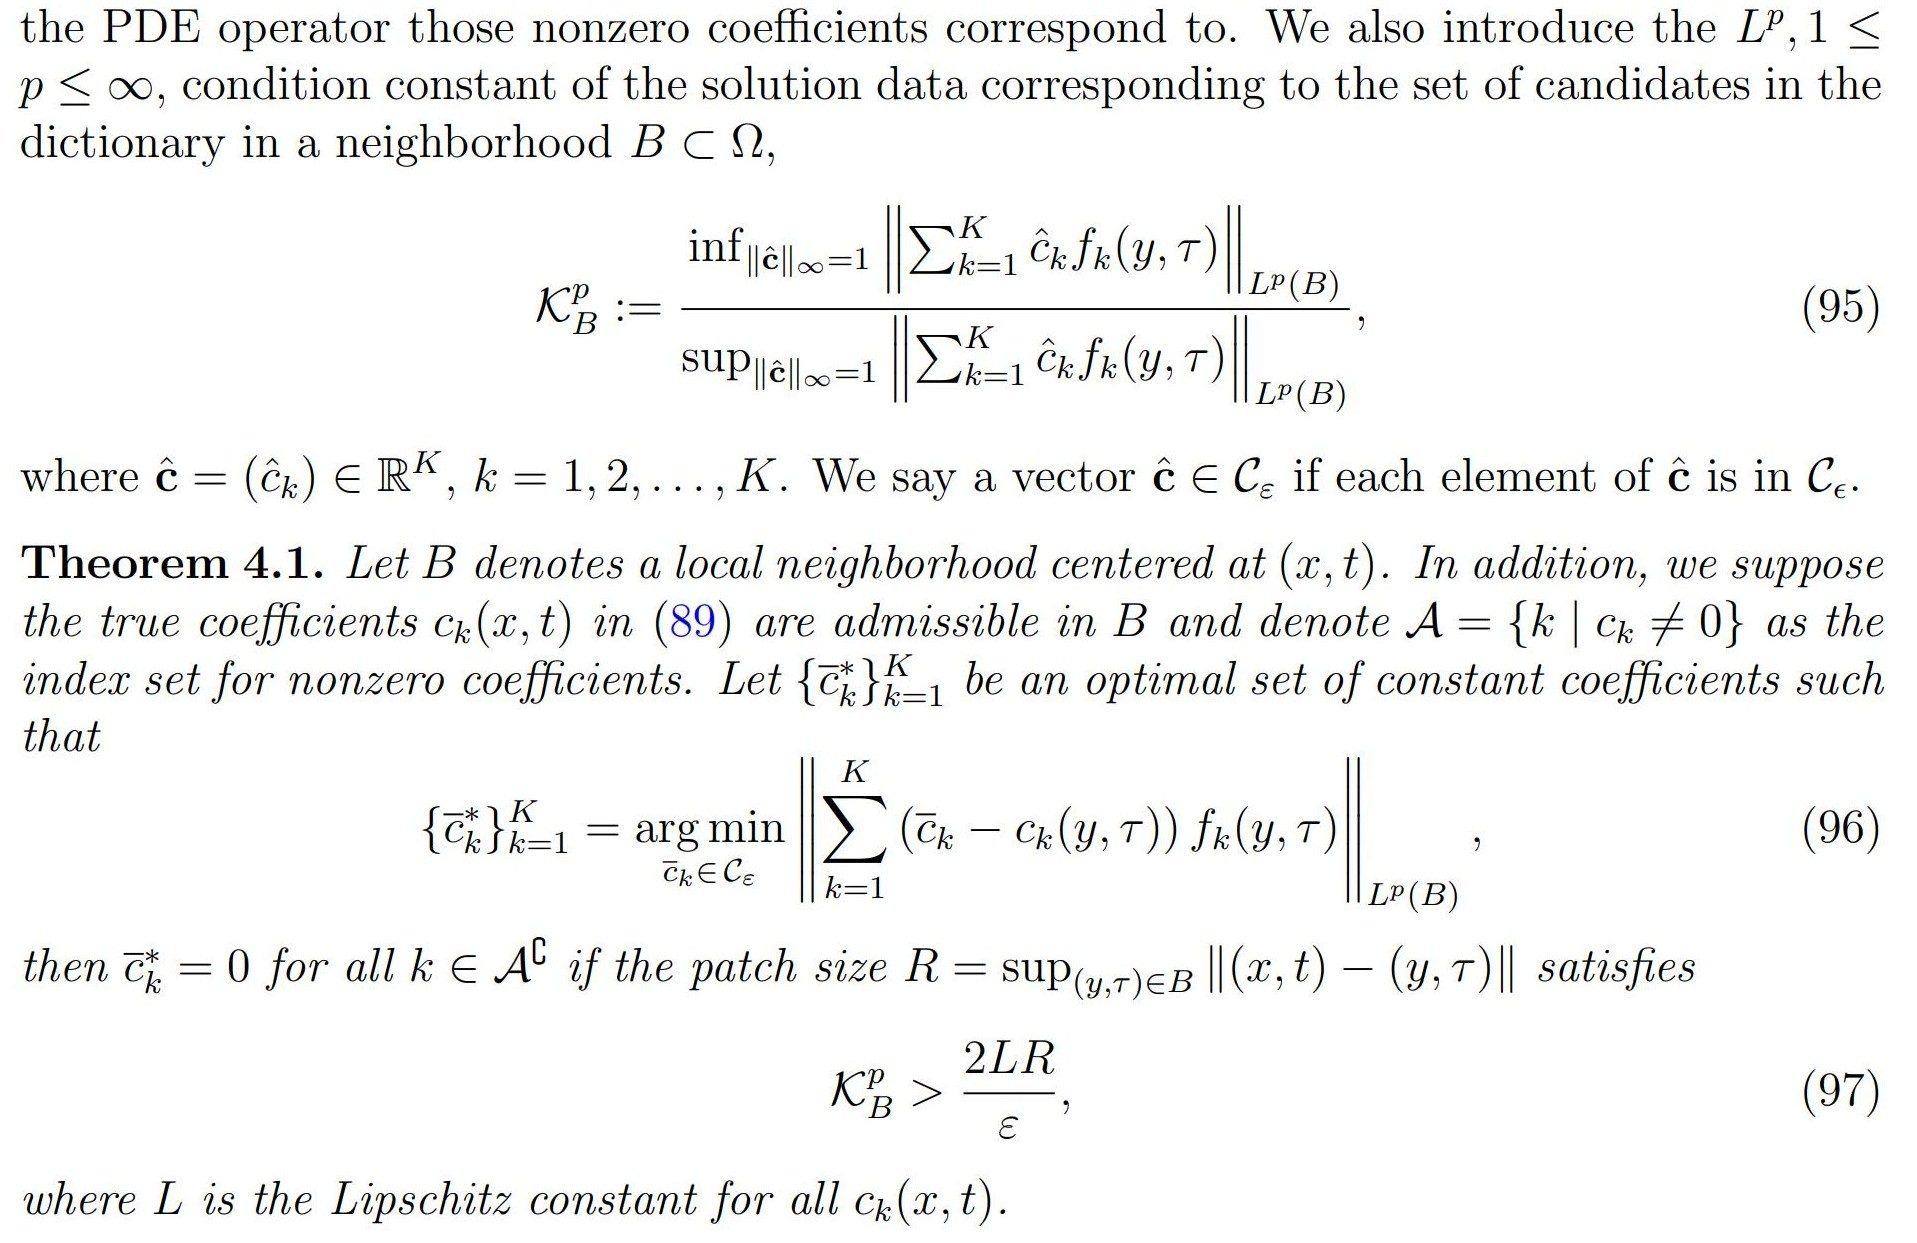 the PDE operator those nonzero coefficients correspond to. We also introduce the $L^p, 1 \leq$
$p \leq \infty$, condition constant of the solution data corresponding to the set of candidates in the
dictionary in a neighborhood $B \subset \Omega$,
$$\mathcal{K}_B^p := \frac{\inf_{\|\hat{\mathbf{c}}\|_\infty=1} \left\| \sum_{k=1}^K \hat{c}_k f_k(y, \tau) \right\|_{L^p(B)}}{\sup_{\|\hat{\mathbf{c}}\|_\infty=1} \left\| \sum_{k=1}^K \hat{c}_k f_k(y, \tau) \right\|_{L^p(B)}}, \quad (95)$$
where $\hat{\mathbf{c}} = (\hat{c}_k) \in \mathbb{R}^K$, $k = 1, 2, \ldots, K$. We say a vector $\hat{\mathbf{c}} \in \mathcal{C}_\varepsilon$ if each element of $\hat{\mathbf{c}}$ is in $\mathcal{C}_\epsilon$.
**Theorem 4.1.** Let $B$ denotes a local neighborhood centered at $(x, t)$. In addition, we suppose
the true coefficients $c_k(x, t)$ in (89) are admissible in $B$ and denote $\mathcal{A} = \{k \mid c_k \neq 0\}$ as the
index set for nonzero coefficients. Let $\{\overline{c}_k^*\}_{k=1}^K$ be an optimal set of constant coefficients such
that
$$\{\overline{c}_k^*\}_{k=1}^K = \underset{\overline{c}_k \in \mathcal{C}_\varepsilon}{\arg\min} \left\| \sum_{k=1}^K (\overline{c}_k - c_k(y, \tau)) f_k(y, \tau) \right\|_{L^p(B)}, \quad (96)$$
then $\overline{c}_k^* = 0$ for all $k \in \mathcal{A}^\complement$ if the patch size $R = \sup_{(y,\tau) \in B} \|(x, t) - (y, \tau)\|$ satisfies
$$\mathcal{K}_B^p > \frac{2LR}{\varepsilon}, \quad (97)$$
where $L$ is the Lipschitz constant for all $c_k(x, t)$.